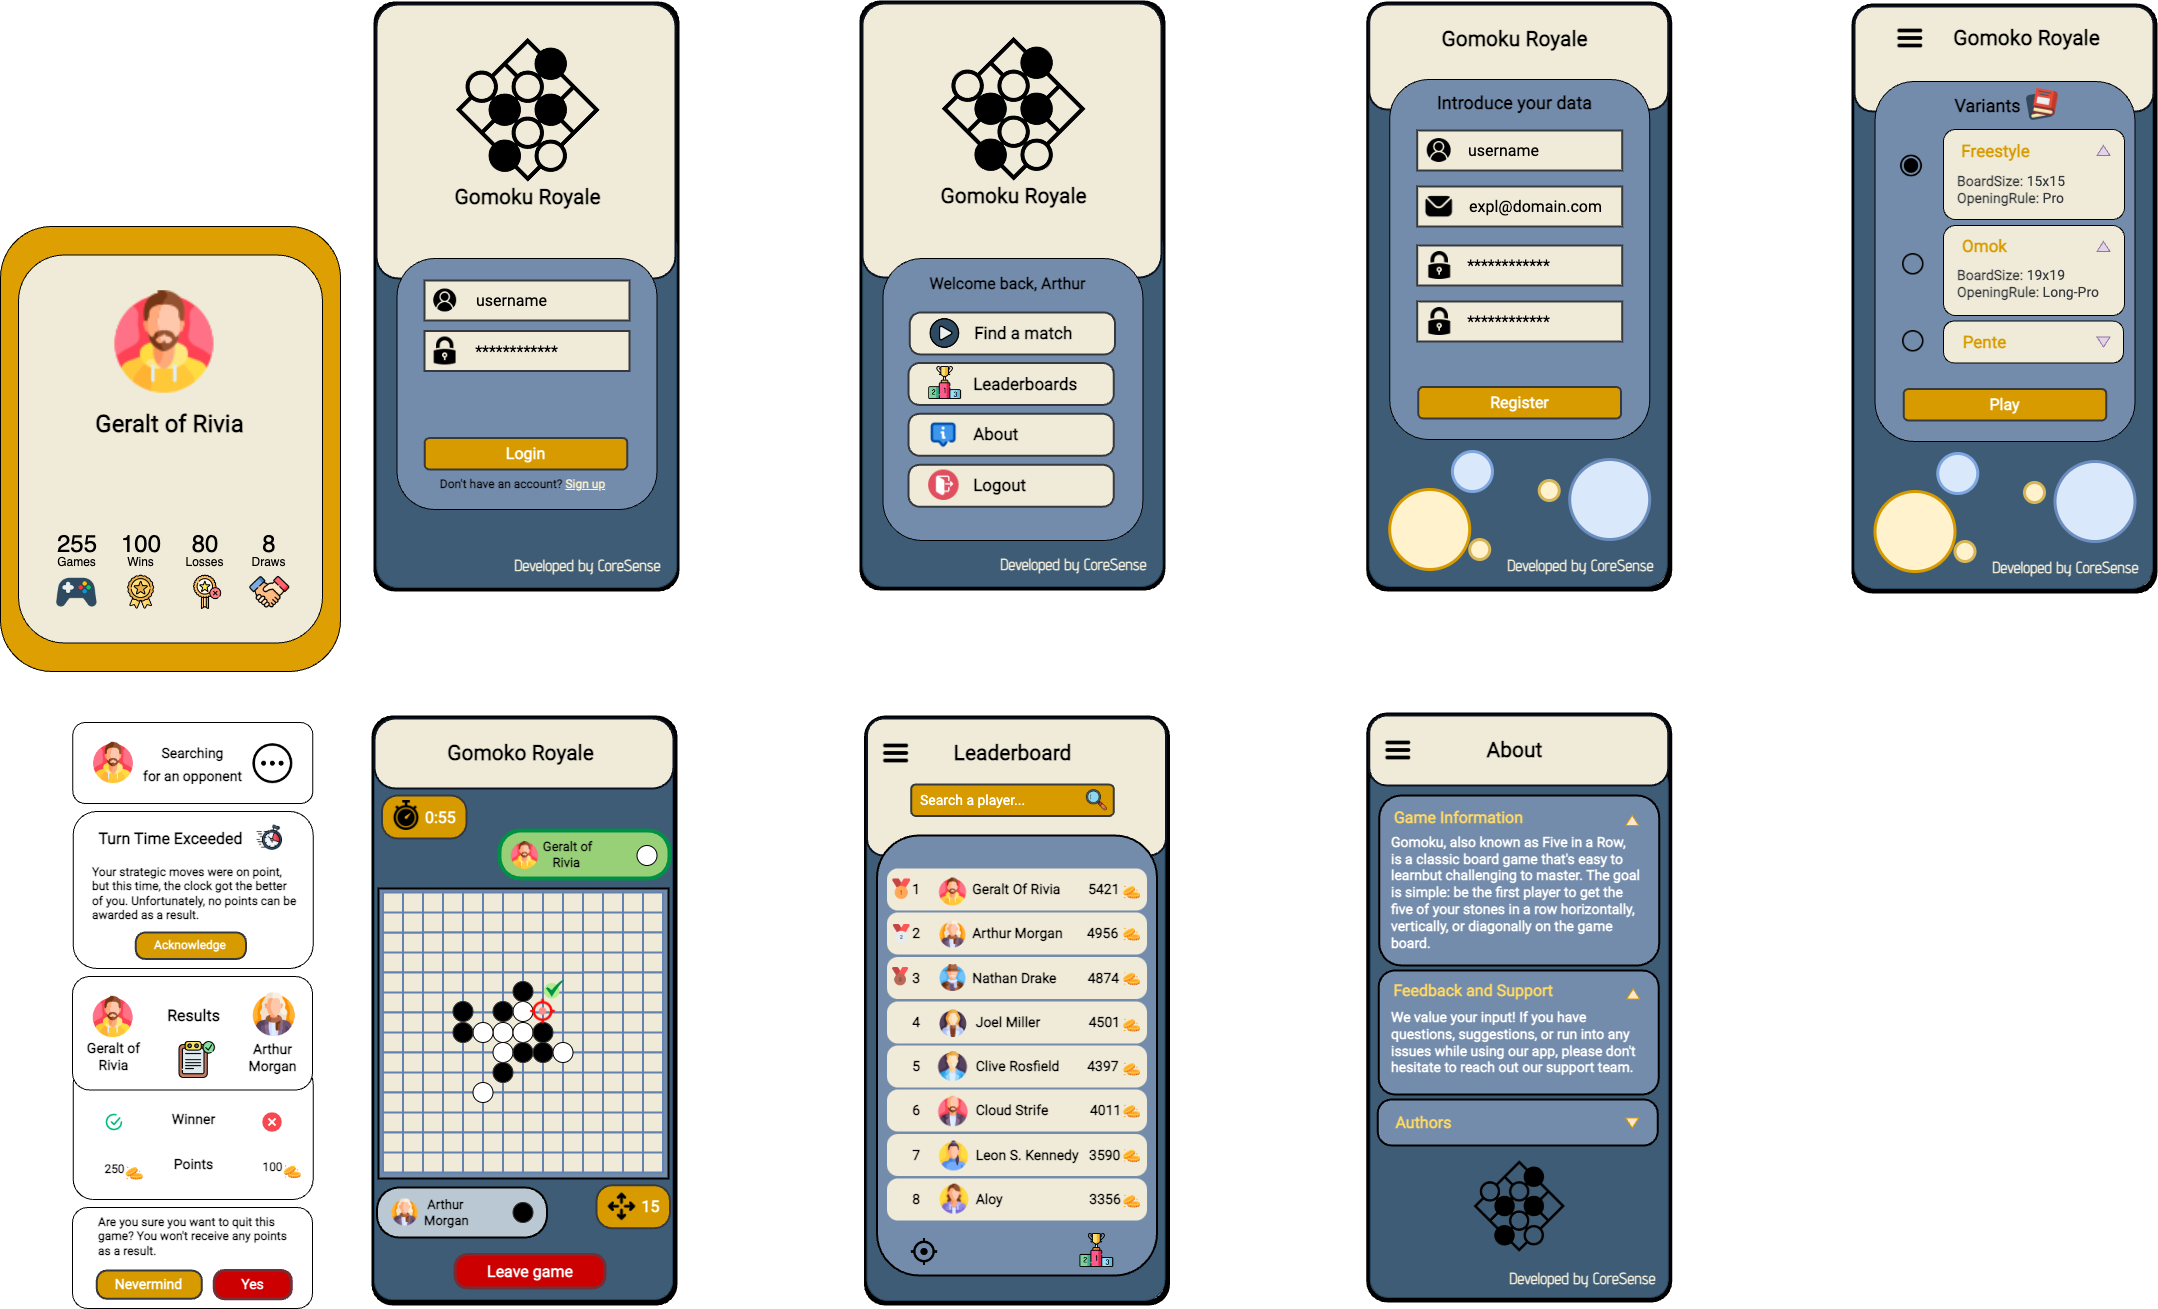 Geralt of Rivia
255
Games
100
Wins
80
Losses
8
Draws
Gomoku Royale
username
************
Login
Don't have an account? Sign up
Developed by CoreSense
Gomoku Royale
Welcome back, Arthur
Find a match
2 1 3
Leaderboards
i
About
Logout
Developed by CoreSense
Gomoku Royale
Introduce your data
username
expl@domain.com
************
************
Register
Developed by CoreSense
Gomoko Royale
Variants
Freestyle
BoardSize: 15x15
OpeningRule: Pro
Omok
BoardSize: 19x19
OpeningRule: Long-Pro
Pente
Play
Developed by CoreSense
Searching
for an opponent
Turn Time Exceeded
Your strategic moves were on point,
but this time, the clock got the better
of you. Unfortunately, no points can be
awarded as a result.
Acknowledge
Results
Geralt of
Rivia
Arthur
Morgan
Winner
250
Points
100
Are you sure you want to quit this
game? You won't receive any points
as a result.
Nevermind
Yes
Gomoko Royale
0:55
Geralt of
Rivia
Arthur
Morgan
15
Leave game
Leaderboard
Search a player...
1 Geralt Of Rivia 5421
2 Arthur Morgan 4956
3 Nathan Drake 4874
4 Joel Miller 4501
5 Clive Rosfield 4397
6 Cloud Strife 4011
7 Leon S. Kennedy 3590
8 Aloy 3356
2 1 3
About
Game Information
Gomoku, also known as Five in a Row,
is a classic board game that's easy to
learnbut challenging to master. The goal
is simple: be the first player to get the
five of your stones in a row horizontally,
vertically, or diagonally on the game
board.
Feedback and Support
We value your input! If you have
questions, suggestions, or run into any
issues while using our app, please don't
hesitate to reach out our support team.
Authors
Developed by CoreSense